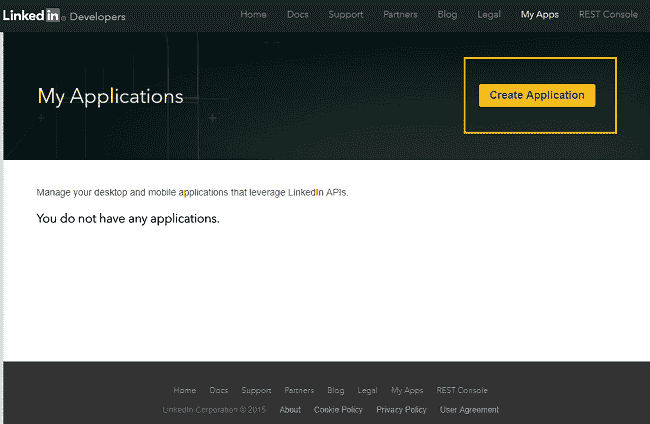 Linked in ® Developers Home Docs Support Partners Blog Legal My Apps REST Console
My Applications
Create Application
Manage your desktop and mobile applications that leverage LinkedIn APIs.
You do not have any applications.
Home Docs Support Partners Blog Legal My Apps REST Console
LinkedIn Corporation © 2015 About Cookie Policy Privacy Policy User Agreement